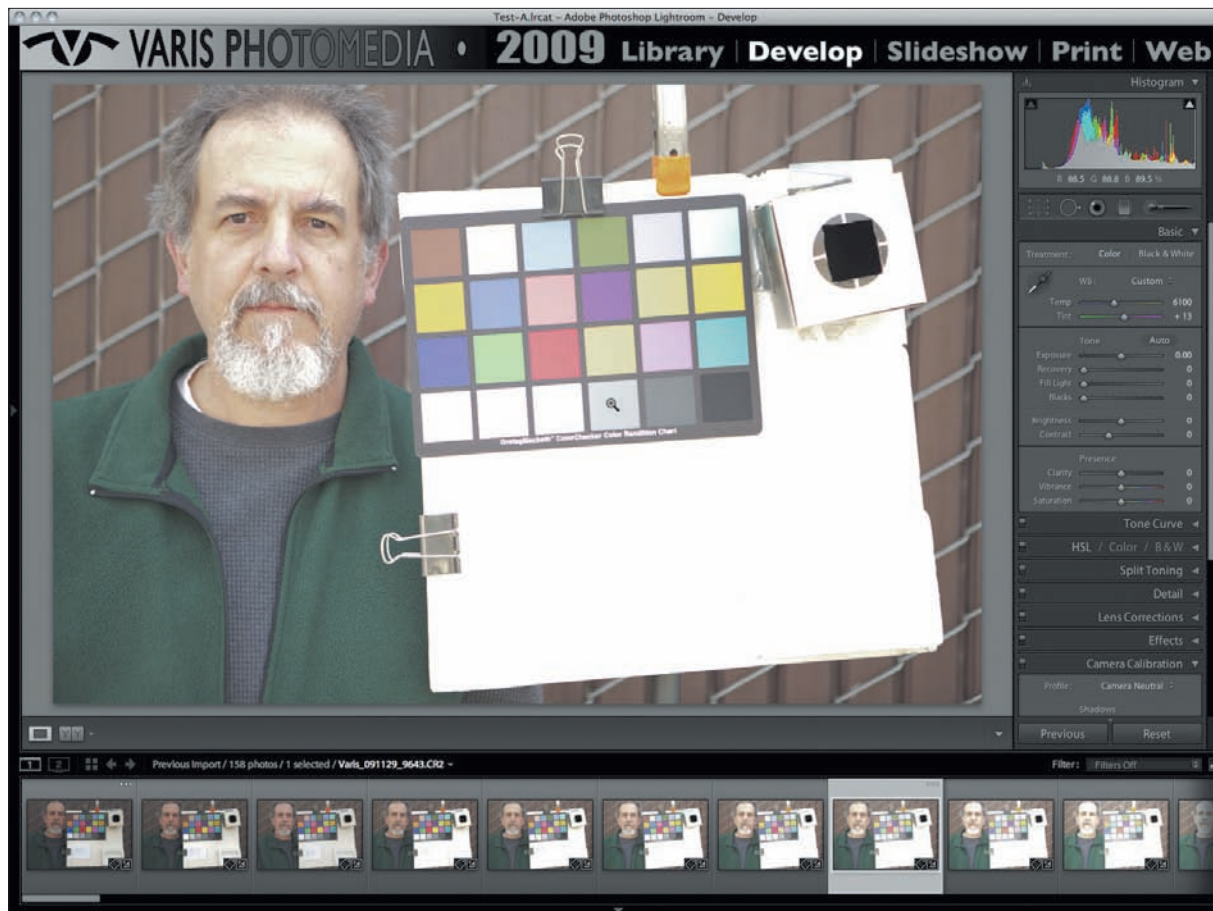 Test-A.lrcat – Adobe Photoshop Lightroom – Develop
VARIS PHOTOMEDIA • 2009 Library | Develop | Slideshow | Print | Web
Histogram
R 88.5 G 88.8 B 89.5 %
Basic
Treatment: Color Black & White
WB: Custom
Temp 6100
Tint + 13
Tone Auto
Exposure 0.00
Recovery 0
Fill Light 0
Blacks 0
Brightness 0
Contrast 0
Presence
Clarity 0
Vibrance 0
Saturation 0
Tone Curve
HSL / Color / B & W
Split Toning
Detail
Lens Corrections
Effects
Camera Calibration
Profile: Camera Neutral
Shadows
Previous Reset
GretagMacbeth™ ColorChecker Color Rendition Chart
Y Y
1 2 Previous Import / 158 photos / 1 selected / Varis_091129_9643.CR2
Filter: Filters Off